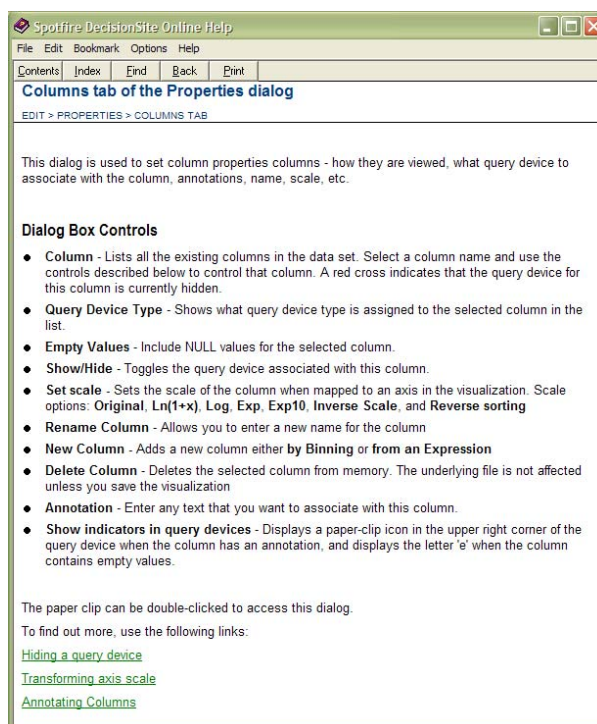 Spotfire DecisionSite Online Help
File Edit Bookmark Options Help
Contents Index Find Back Print
Columns tab of the Properties dialog
EDIT > PROPERTIES > COLUMNS TAB
This dialog is used to set column properties columns - how they are viewed, what query device to
associate with the column, annotations, name, scale, etc.
Dialog Box Controls
● Column - Lists all the existing columns in the data set. Select a column name and use the
controls described below to control that column. A red cross indicates that the query device for
this column is currently hidden.
● Query Device Type - Shows what query device type is assigned to the selected column in the
list.
● Empty Values - Include NULL values for the selected column.
● Show/Hide - Toggles the query device associated with this column.
● Set scale - Sets the scale of the column when mapped to an axis in the visualization. Scale
options: Original, Ln(1+x), Log, Exp, Exp10, Inverse Scale, and Reverse sorting
● Rename Column - Allows you to enter a new name for the column
● New Column - Adds a new column either by Binning or from an Expression
● Delete Column - Deletes the selected column from memory. The underlying file is not affected
unless you save the visualization
● Annotation - Enter any text that you want to associate with this column.
● Show indicators in query devices - Displays a paper-clip icon in the upper right corner of the
query device when the column has an annotation, and displays the letter 'e' when the column
contains empty values.
The paper clip can be double-clicked to access this dialog.
To find out more, use the following links:
Hiding a query device
Transforming axis scale
Annotating Columns